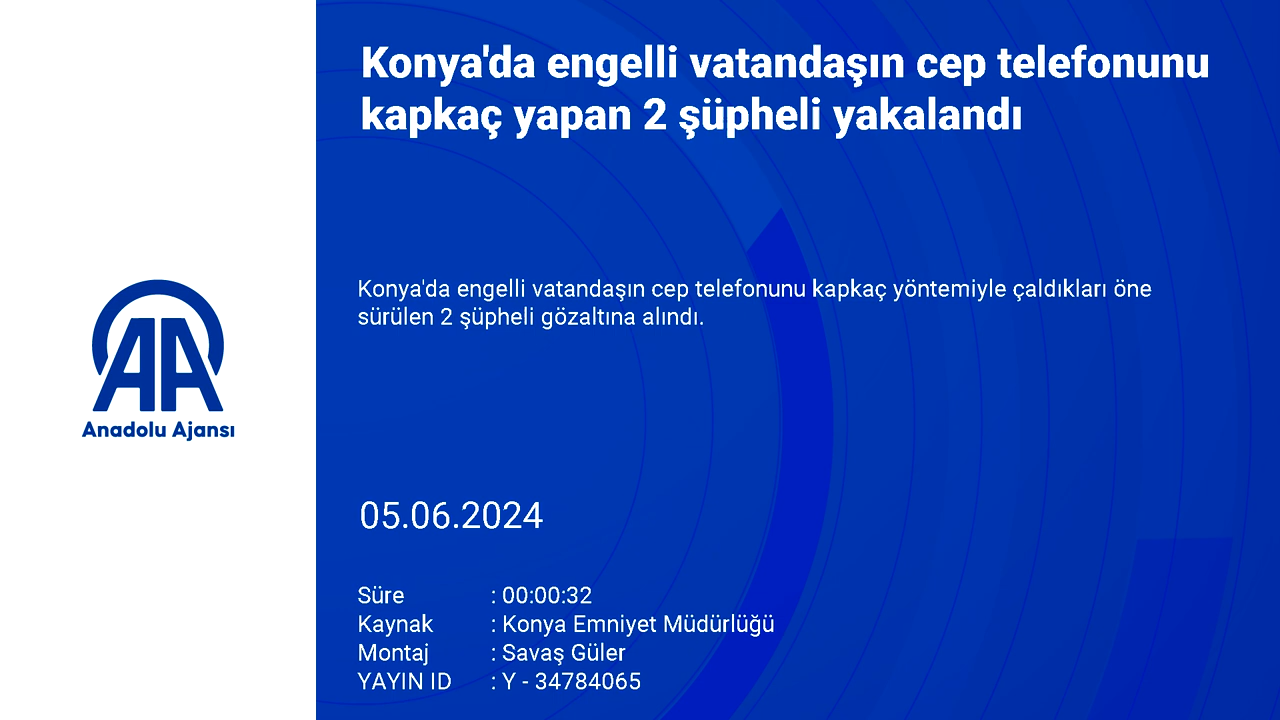 Konya'da engelli vatandaşın cep telefonunu
kapkaç yapan 2 şüpheli yakalandı
Konya'da engelli vatandaşın cep telefonunu kapkaç yöntemiyle çaldıkları öne
sürülen 2 şüpheli gözaltına alındı.
AA
Anadolu Ajansı
05.06.2024
Süre : 00:00:32
Kaynak : Konya Emniyet Müdürlüğü
Montaj : Savaş Güler
YAYIN ID : Y - 34784065